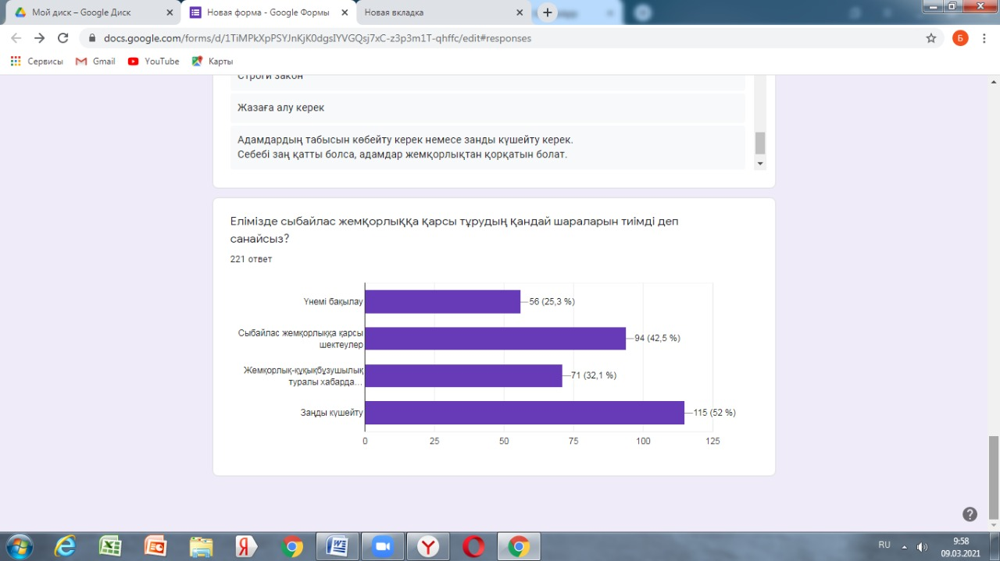 Мой диск – Google Диск
Новая форма - Google Формы
Новая вкладка
docs.google.com/forms/d/1TiMPkXpPSYJnKjK0dgsIYVGQsj7xC-z3p3m1T-qhffc/edit#responses
Б
Сервисы
Gmail
YouTube
Карты
Строги закон
Жазаға алу керек
Адамдардың табысын көбейту керек немесе занды күшейту керек.
Себебі заң қатты болса, адамдар жемқорлықтан қорқатын болат.
Елімізде сыбайлас жемқорлыққа қарсы тұрудың қандай шараларын тиімді деп
санайсыз?
221 ответ
Үнемі бақылау
56 (25,3 %)
Сыбайлас жемқорлыққа қарсы
шектеулер
94 (42,5 %)
Жемқорлық-құқықбұзушылық
туралы хабарда...
71 (32,1 %)
Заңды күшейту
115 (52 %)
0
25
50
75
100
125
RU
9:58
09.03.2021